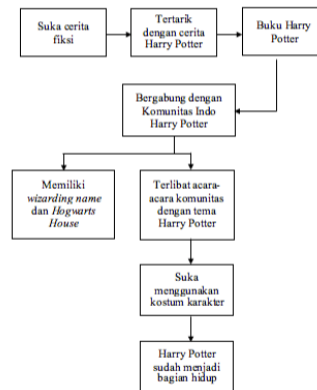 Suka cerita
fiksi
Tertarik
dengan cerita
Harry Potter
Buku Harry
Potter
Bergabung dengan
Komunitas Indo
Harry Potter
Memiliki
wizarding name
dan Hogwarts
House
Terlibat acara-
acara komunitas
dengan tema
Harry Potter
Suka
menggunakan
kostum karakter
Harry Potter
sudah menjadi
bagian hidup